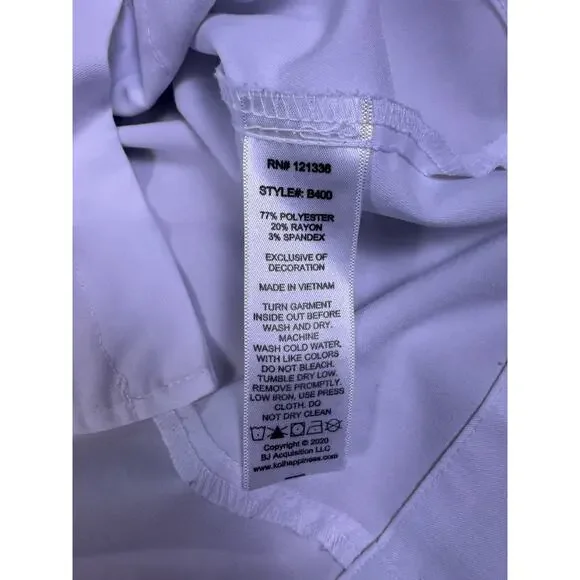 RN# 121336
STYLE#: B400
77% POLYESTER
20% RAYON
3% SPANDEX
EXCLUSIVE OF
DECORATION
MADE IN VIETNAM
TURN GARMENT
INSIDE OUT BEFORE
WASH AND DRY.
MACHINE
WASH COLD WATER,
WITH LIKE COLORS
DO NOT BLEACH.
TUMBLE DRY LOW.
REMOVE PROMPTLY.
LOW IRON, USE PRESS
CLOTH. DO
NOT DRY CLEAN
Copyright © 2020
BJ Acquisition LLC
www.koihappiness.com